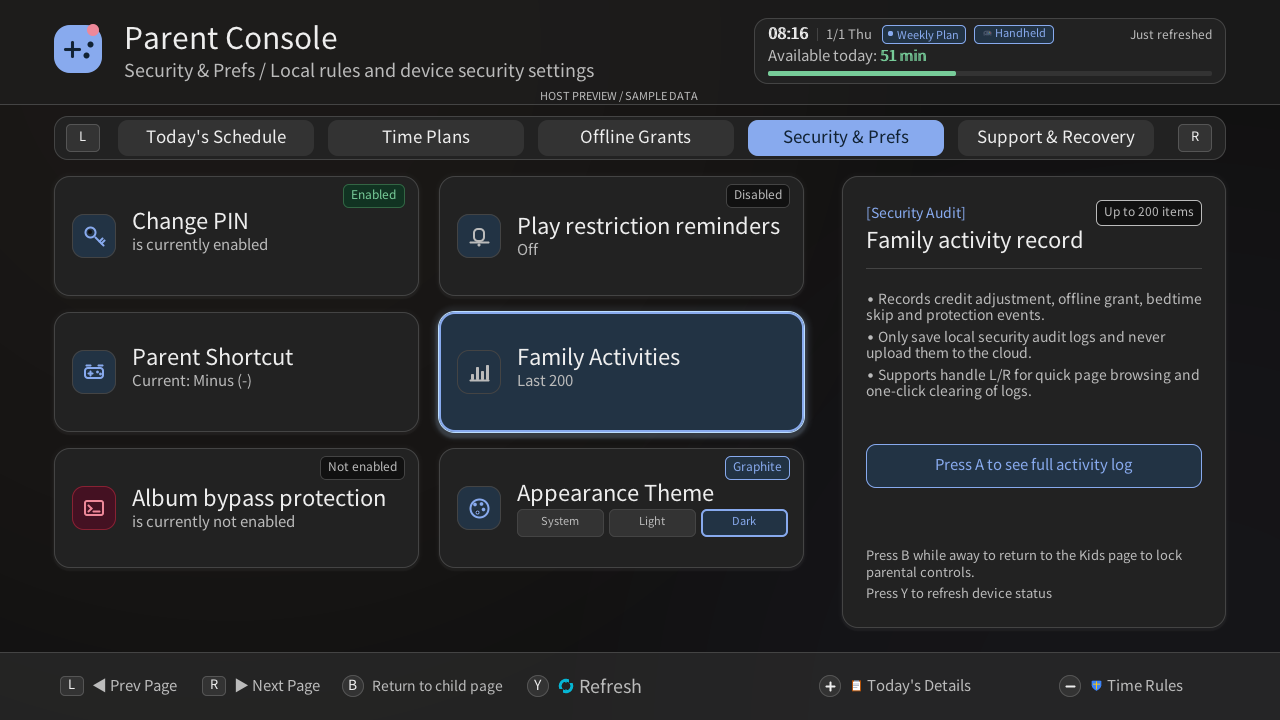 Parent Console
Security & Prefs / Local rules and device security settings
08:16
1/1 Thu
Weekly Plan
Handheld
Just refreshed
Available today: 51 min
HOST PREVIEW / SAMPLE DATA
L
Today's Schedule
Time Plans
Offline Grants
Security & Prefs
Support & Recovery
R
Enabled
Change PIN
is currently enabled
Disabled
Play restriction reminders
Off
Parent Shortcut
Current: Minus (-)
Family Activities
Last 200
Not enabled
Album bypass protection
is currently not enabled
Graphite
Appearance Theme
System
Light
Dark
[Security Audit]
Up to 200 items
Family activity record
• Records credit adjustment, offline grant, bedtime
skip and protection events.
• Only save local security audit logs and never
upload them to the cloud.
• Supports handle L/R for quick page browsing and
one-click clearing of logs.
Press A to see full activity log
Press B while away to return to the Kids page to lock
parental controls.
Press Y to refresh device status
L ◀ Prev Page
R ▶ Next Page
B Return to child page
Y Refresh
+ Today's Details
− Time Rules